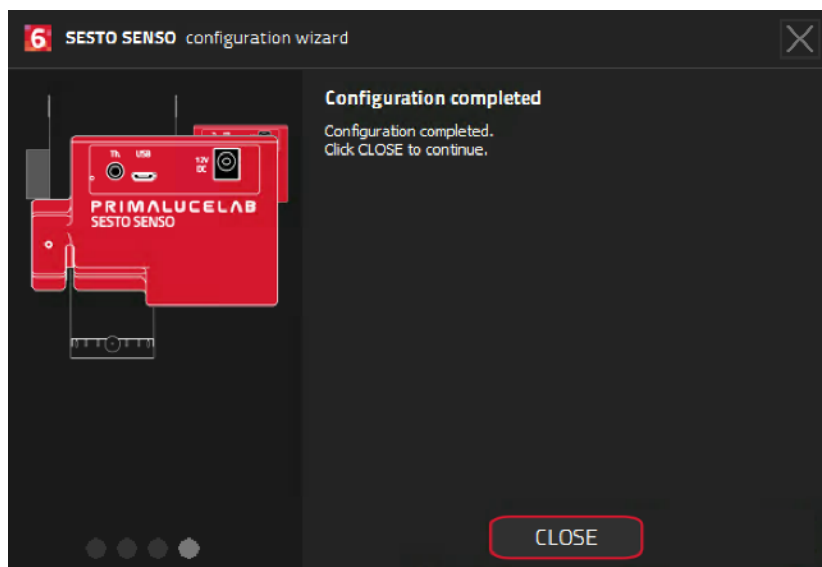 6 SESTO SENSO configuration wizard
Configuration completed
Configuration completed.
Click CLOSE to continue.
Th. USB 12V
DC
PRIMALUCELAB
SESTO SENSO
CLOSE